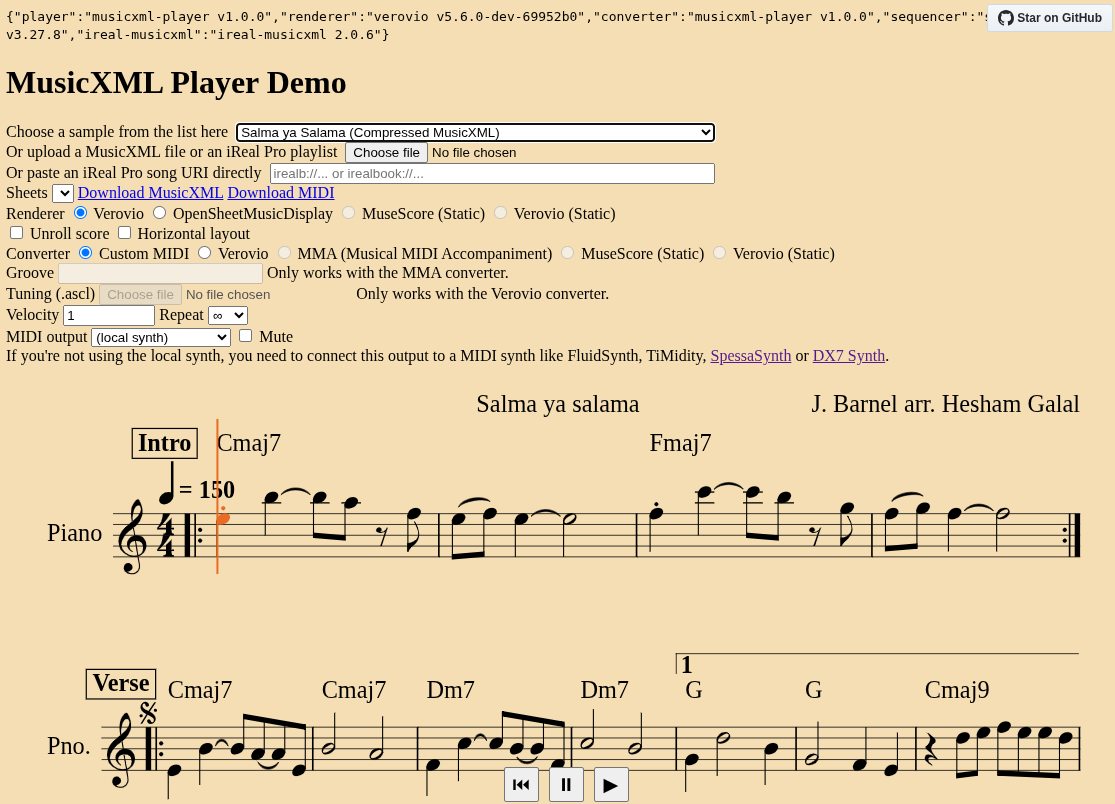 {"player":"musicxml-player v1.0.0","renderer":"verovio v5.6.0-dev-69952b0","converter":"musicxml-player v1.0.0","sequencer":"
Star on GitHub
v3.27.8","ireal-musicxml":"ireal-musicxml 2.0.6"}
MusicXML Player Demo
Choose a sample from the list here Salma ya Salama (Compressed MusicXML)
Or upload a MusicXML file or an iReal Pro playlist Choose file No file chosen
Or paste an iReal Pro song URI directly irealb://... or irealbook://...
Sheets Download MusicXML Download MIDI
Renderer Verovio OpenSheetMusicDisplay MuseScore (Static) Verovio (Static)
Unroll score Horizontal layout
Converter Custom MIDI Verovio MMA (Musical MIDI Accompaniment) MuseScore (Static) Verovio (Static)
Groove Only works with the MMA converter.
Tuning (.ascl) Choose file No file chosen Only works with the Verovio converter.
Velocity 1 Repeat ∞
MIDI output (local synth) Mute
If you're not using the local synth, you need to connect this output to a MIDI synth like FluidSynth, TiMidity, SpessaSynth or DX7 Synth.
Salma ya salama J. Barnel arr. Hesham Galal
Intro Cmaj7 Fmaj7
= 150
Piano
1
Verse Cmaj7 Cmaj7 Dm7 Dm7 G G Cmaj9
Pno.